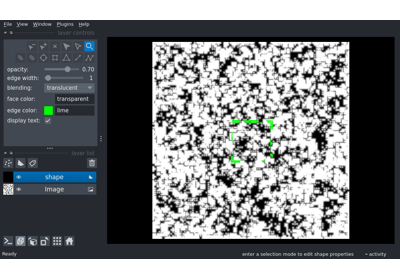 File View Window Plugins Help
layer controls
opacity: 0.70
edge width: 1
blending: translucent
face color: transparent
edge color: lime
display text:
layer list
shape
Image
Ready enter a selection mode to edit shape properties activity